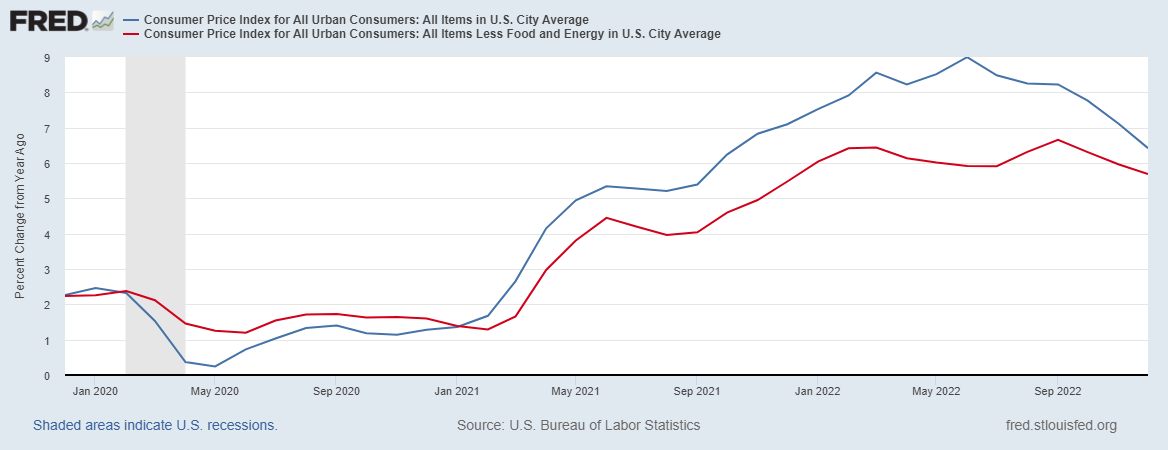 FRED
Consumer Price Index for All Urban Consumers: All Items in U.S. City Average
Consumer Price Index for All Urban Consumers: All Items Less Food and Energy in U.S. City Average
Percent Change from Year Ago
9
8
7
6
5
4
3
2
1
0
Jan 2020 May 2020 Sep 2020 Jan 2021 May 2021 Sep 2021 Jan 2022 May 2022 Sep 2022
Shaded areas indicate U.S. recessions. Source: U.S. Bureau of Labor Statistics fred.stlouisfed.org